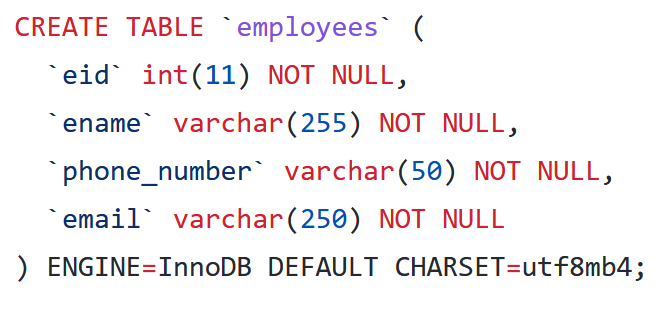 CREATE TABLE `employees` (
  `eid` int(11) NOT NULL,
  `ename` varchar(255) NOT NULL,
  `phone_number` varchar(50) NOT NULL,
  `email` varchar(250) NOT NULL
) ENGINE=InnoDB DEFAULT CHARSET=utf8mb4;